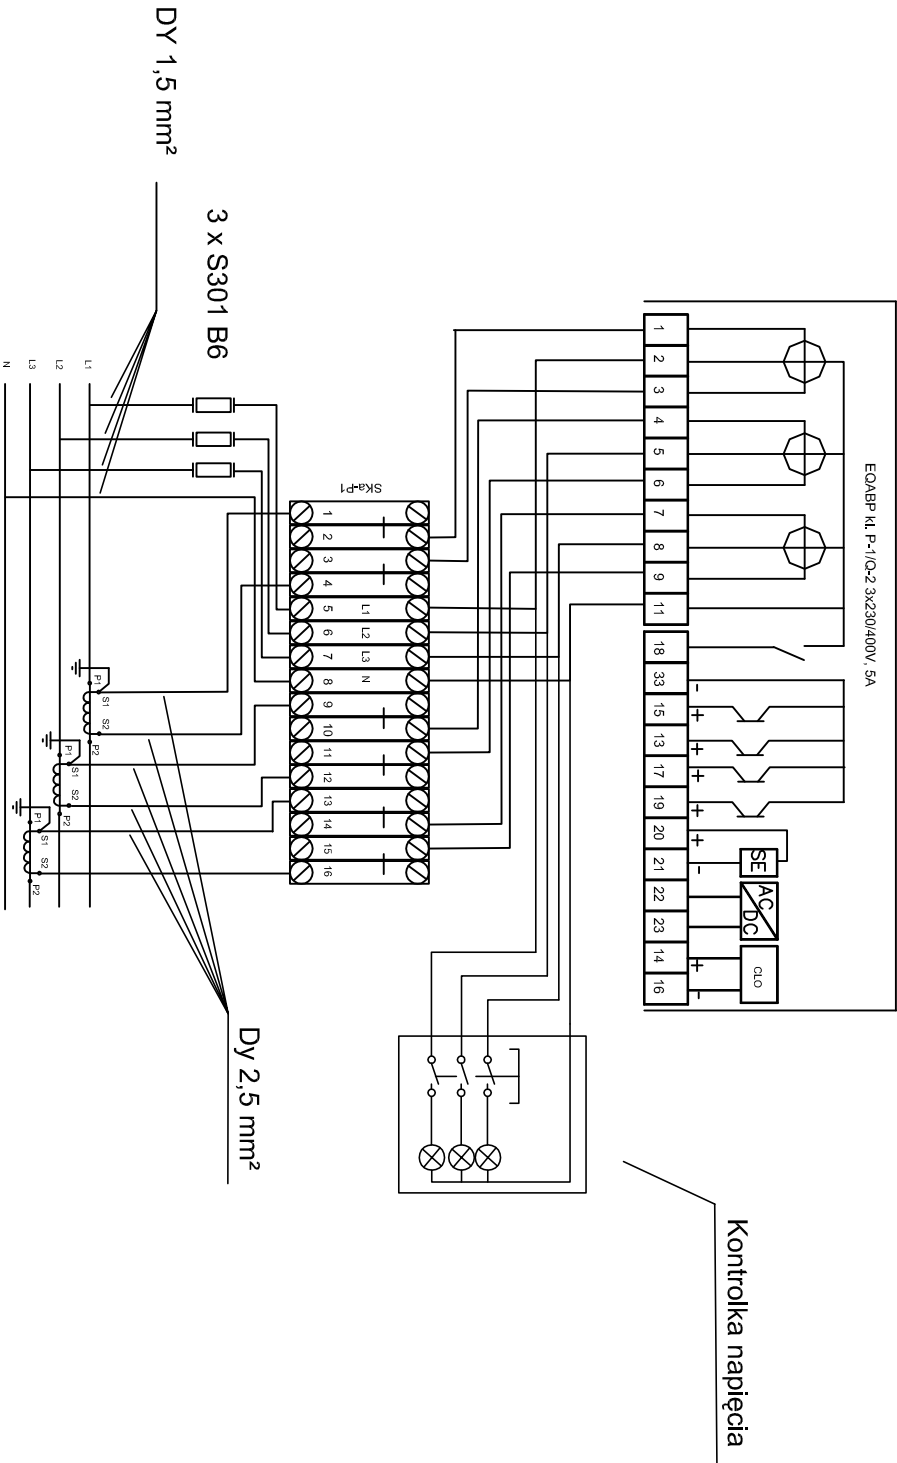 DY 1,5 mm²
3 x S301 B6
L1
L2
L3
N
EQABP kl. P-1/Q-2 3x230/400V, 5A
1
2
3
4
5
6
7
8
9
11
18
33
15
13
17
19
20
21
22
23
14
16
-
+
+
+
+
+
-
+
-
SE
AC
DC
CLO
SKa-P1
1
2
3
4
5 L1
6 L2
7 L3
8 N
9
10
11
12
13
14
15
16
P1
S1
S2
P2
P1
S1
S2
P2
P1
S1
S2
P2
Dy 2,5 mm²
Kontrolka napięcia